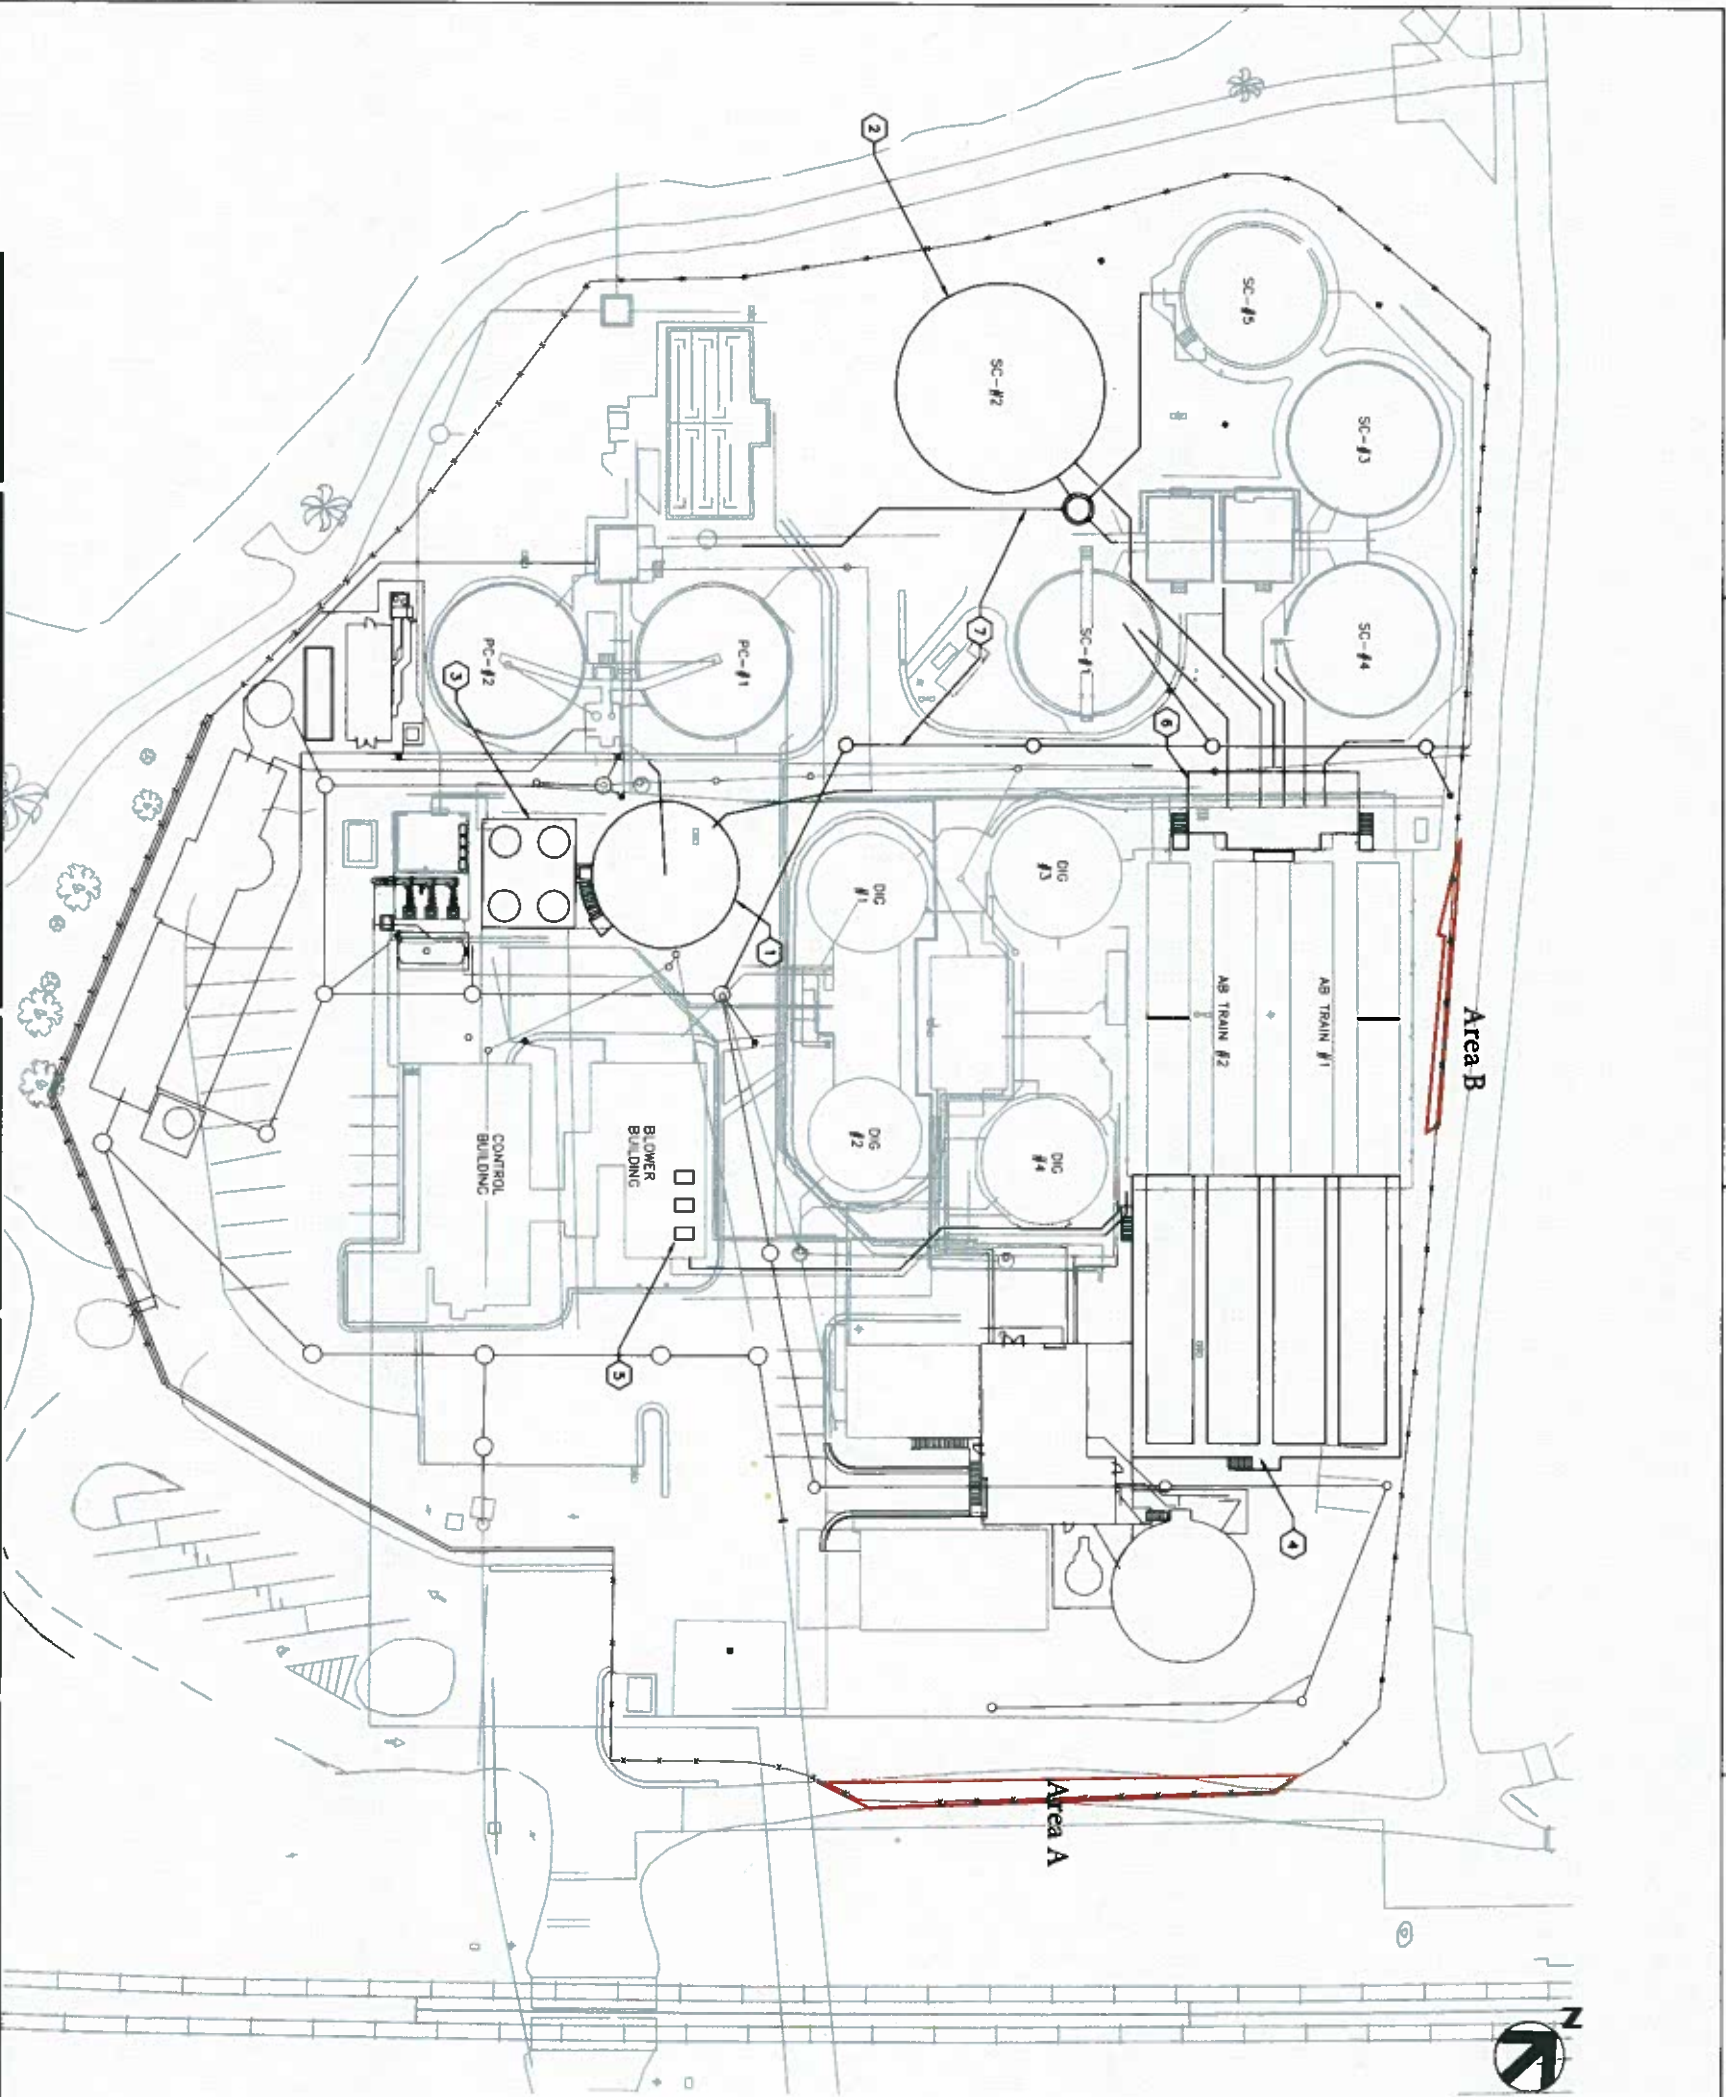 2
SC-#5
SC-#3
SC-#2
SC-#4
SC-#1
7
6
PC-#1
PC-#2
3
1
DIG
#3
DIG
#1
AB TRAIN #1
AB TRAIN #2
Area B
DIG
#4
DIG
#2
BLOWER
BUILDING
CONTROL
BUILDING
5
4
Area A
N